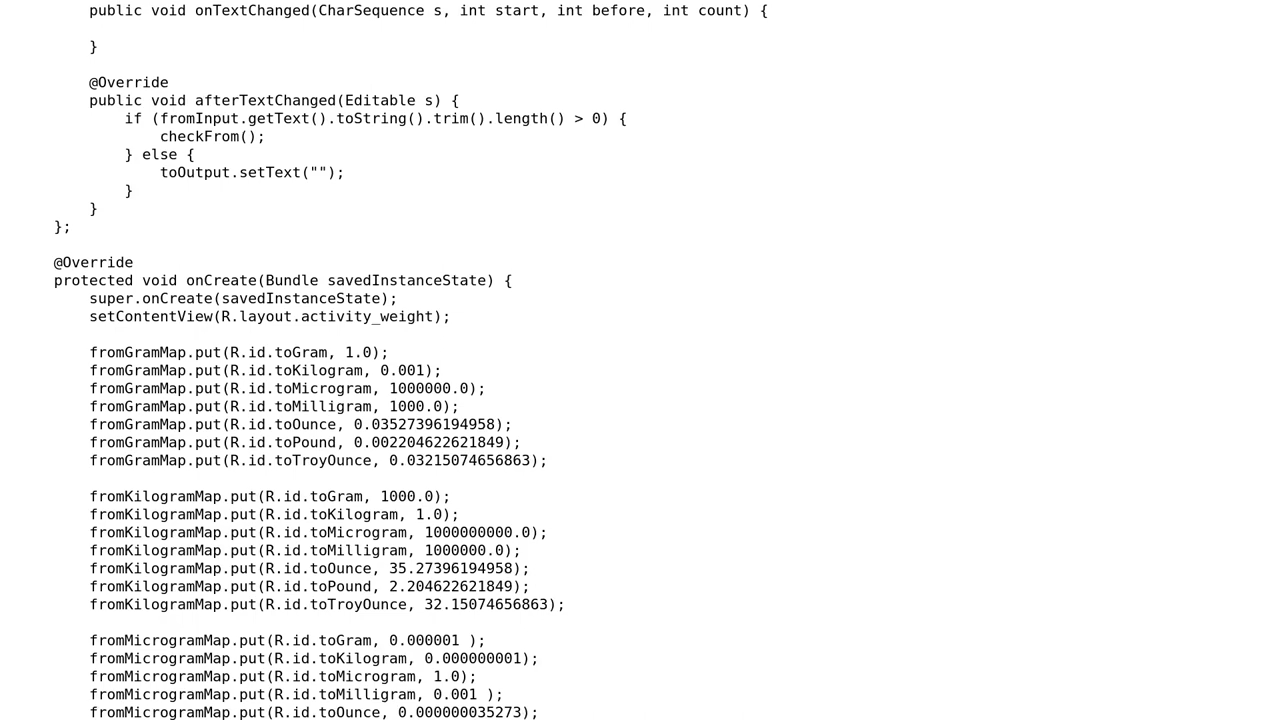 public void onTextChanged(CharSequence s, int start, int before, int count) {
}
@Override
public void afterTextChanged(Editable s) {
if (fromInput.getText().toString().trim().length() > 0) {
checkFrom();
} else {
toOutput.setText("");
}
}
};
@Override
protected void onCreate(Bundle savedInstanceState) {
super.onCreate(savedInstanceState);
setContentView(R.layout.activity_weight);
fromGramMap.put(R.id.toGram, 1.0);
fromGramMap.put(R.id.toKilogram, 0.001);
fromGramMap.put(R.id.toMicrogram, 1000000.0);
fromGramMap.put(R.id.toMilligram, 1000.0);
fromGramMap.put(R.id.toOunce, 0.03527396194958);
fromGramMap.put(R.id.toPound, 0.002204622621849);
fromGramMap.put(R.id.toTroyOunce, 0.03215074656863);
fromKilogramMap.put(R.id.toGram, 1000.0);
fromKilogramMap.put(R.id.toKilogram, 1.0);
fromKilogramMap.put(R.id.toMicrogram, 1000000000.0);
fromKilogramMap.put(R.id.toMilligram, 1000000.0);
fromKilogramMap.put(R.id.toOunce, 35.27396194958);
fromKilogramMap.put(R.id.toPound, 2.204622621849);
fromKilogramMap.put(R.id.toTroyOunce, 32.15074656863);
fromMicrogramMap.put(R.id.toGram, 0.000001 );
fromMicrogramMap.put(R.id.toKilogram, 0.000000001);
fromMicrogramMap.put(R.id.toMicrogram, 1.0);
fromMicrogramMap.put(R.id.toMilligram, 0.001 );
fromMicrogramMap.put(R.id.toOunce, 0.000000035273);